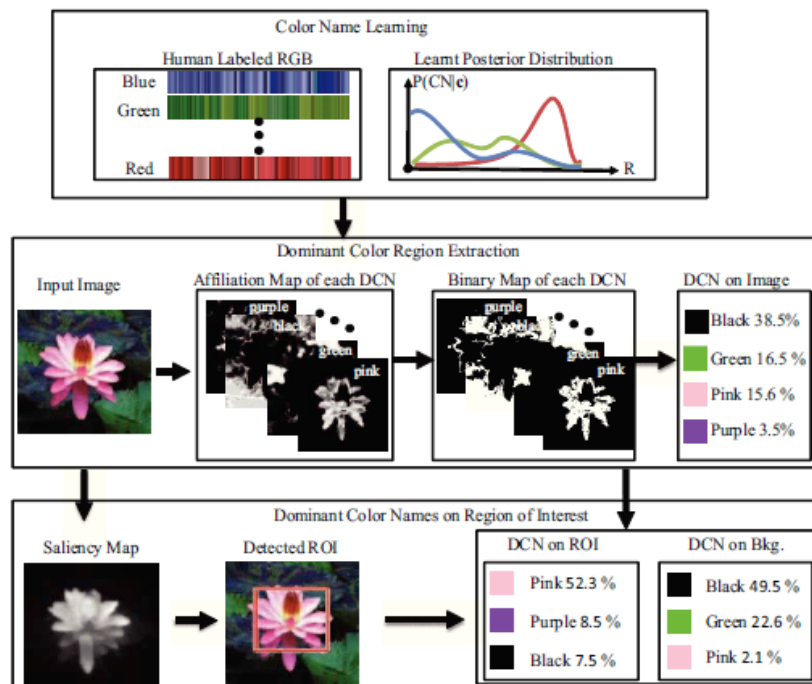 Color Name Learning
Human Labeled RGB
Blue
Green
Red
Learnt Posterior Distribution
P(CN|c)
R
Dominant Color Region Extraction
Input Image
Affiliation Map of each DCN
purple
black
green
pink
Binary Map of each DCN
purple
black
green
pink
DCN on Image
Black 38.5%
Green 16.5 %
Pink 15.6 %
Purple 3.5%
Dominant Color Names on Region of Interest
Saliency Map
Detected ROI
DCN on ROI
Pink 52.3 %
Purple 8.5 %
Black 7.5 %
DCN on Bkg.
Black 49.5 %
Green 22.6 %
Pink 2.1 %